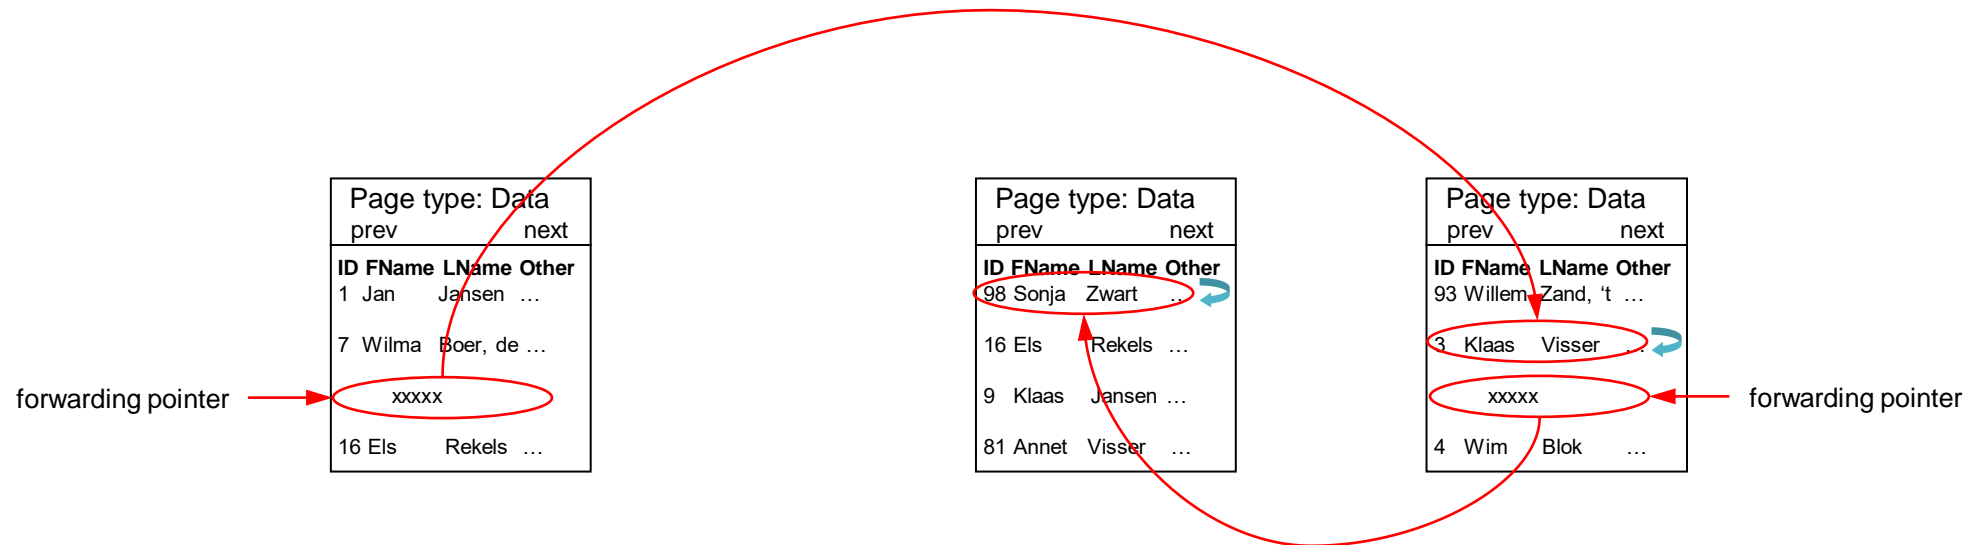 Page type: Data
prev next
ID FName LName Other
1 Jan Jansen …
7 Wilma Boer, de …
forwarding pointer
xxxxx
16 Els Rekels …
Page type: Data
prev next
ID FName LName Other
98 Sonja Zwart …
16 Els Rekels …
9 Klaas Jansen …
81 Annet Visser …
Page type: Data
prev next
ID FName LName Other
93 Willem Zand, ‘t …
3 Klaas Visser …
xxxxx
forwarding pointer
4 Wim Blok …